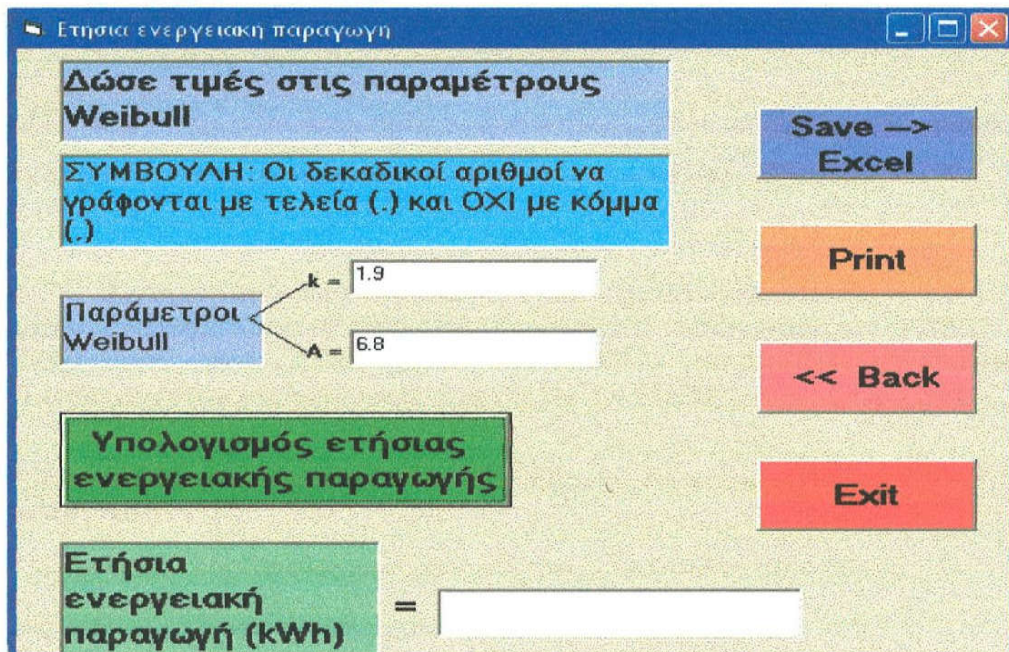 Ετησια ενεργειακη παραγωγη
Δώσε τιμές στις παραμέτρους
Weibull
ΣΥΜΒΟΥΛΗ: Οι δεκαδικοί αριθμοί να
γράφονται με τελεία (.) και ΟΧΙ με κόμμα
(.)
k = 1.9
Παράμετροι
Weibull
A = 6.8
Υπολογισμός ετήσιας
ενεργειακής παραγωγής
Ετήσια
ενεργειακή
παραγωγή (kWh)
=
Save —>
Excel
Print
<< Back
Exit